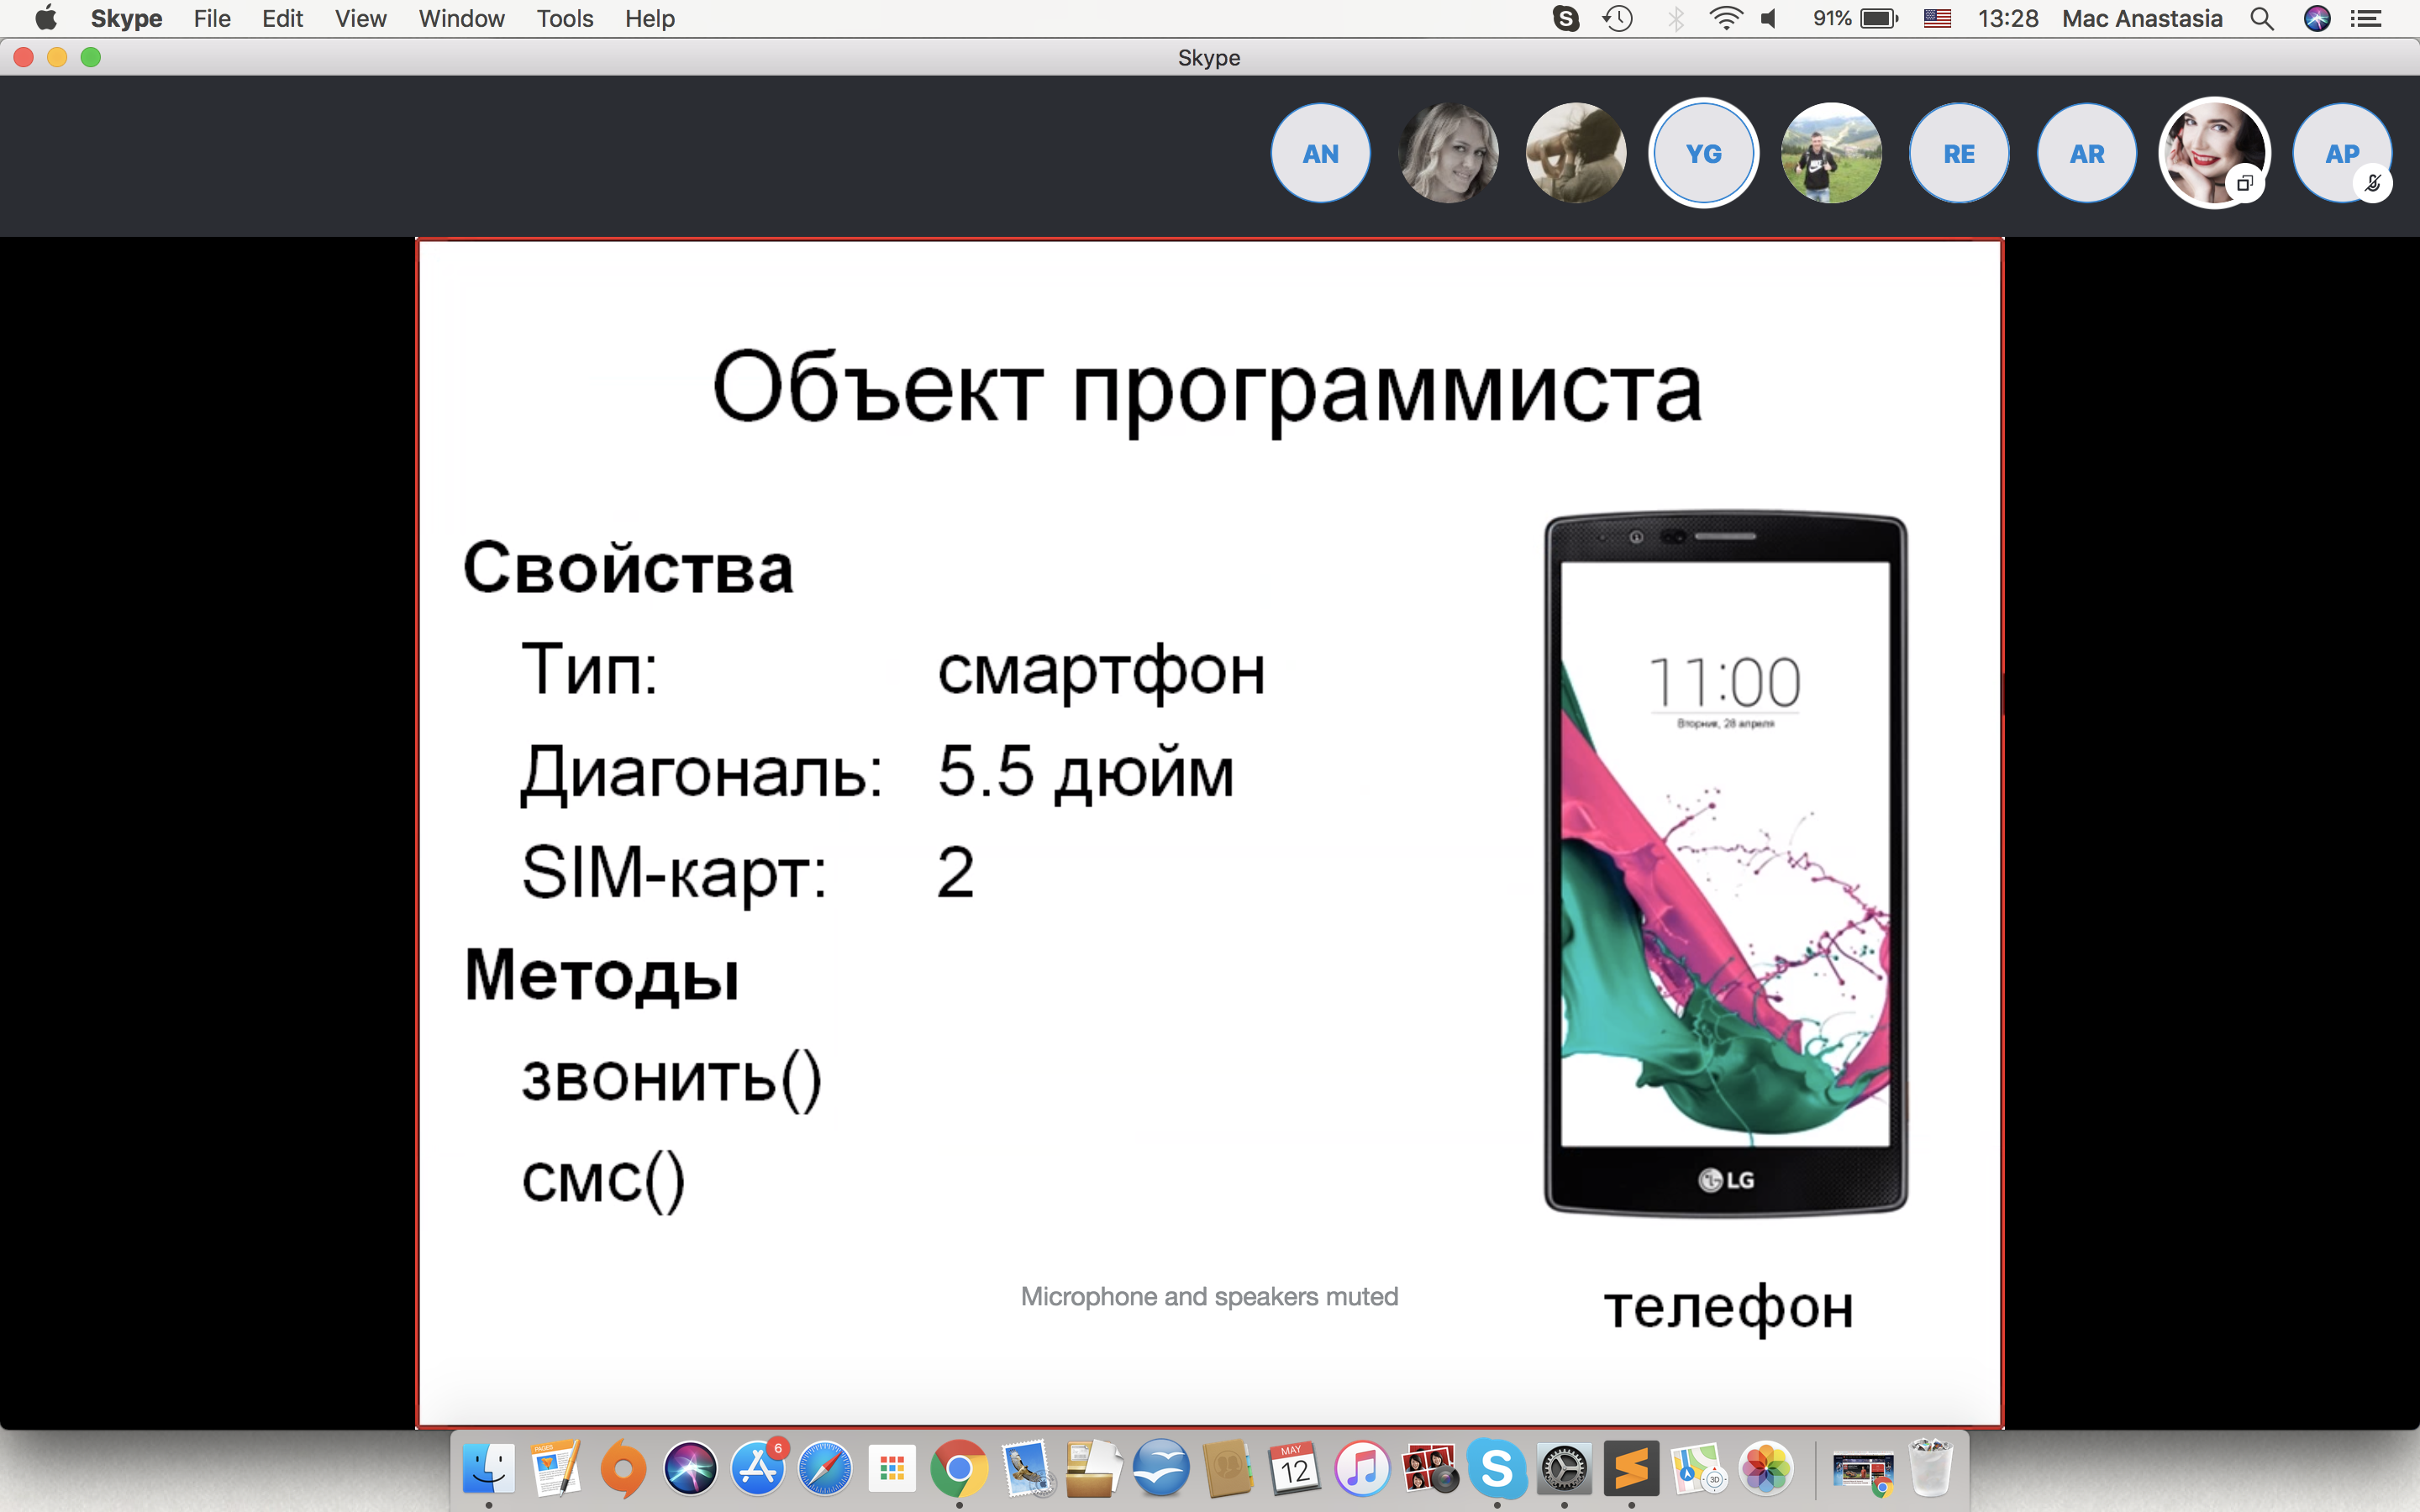 Skype File Edit View Window Tools Help 91% 13:28 Mac Anastasia
Skype
AN YG RE AR AP
Объект программиста
Свойства
Тип: смартфон
Диагональ: 5.5 дюйм
SIM-карт: 2
Методы
звонить()
смс()
11:00
Вторник, 28 апреля
LG
телефон
Microphone and speakers muted
PAGES
6
MAY
12
3D